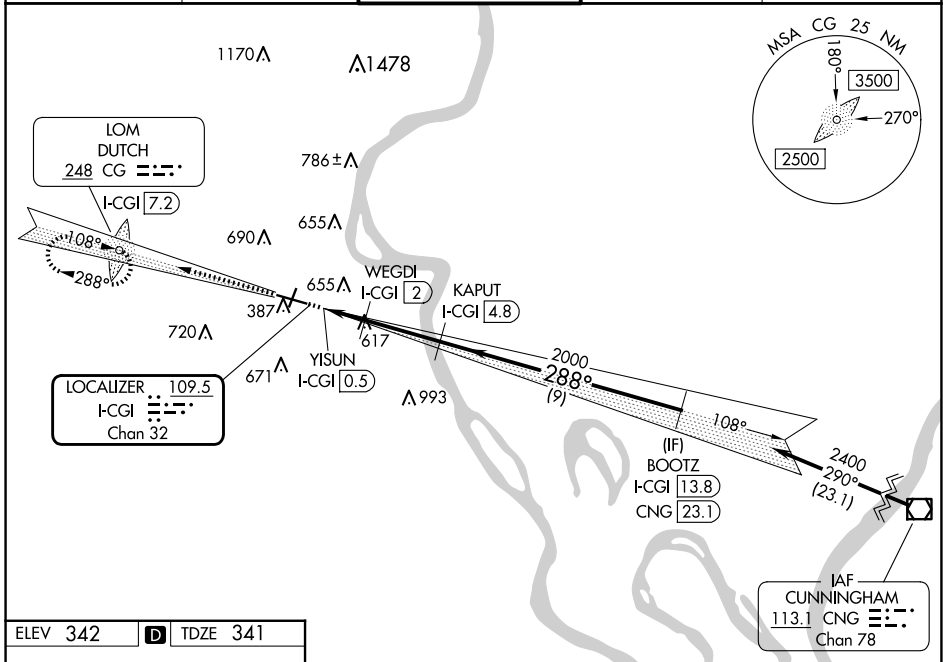 1170
1478
MSA CG 25 NM
180°
3500
270°
2500
LOM
DUTCH
248 CG
I-CGI 7.2
786±
655
690
108°
288°
655
WEGDI
I-CGI 2
KAPUT
I-CGI 4.8
387
617
720
YISUN
I-CGI 0.5
671
993
LOCALIZER 109.5
I-CGI
Chan 32
2000
288°
(9)
108°
(IF)
BOOTZ
I-CGI 13.8
CNG 23.1
2400
290°
(23.1)
IAF
CUNNINGHAM
113.1 CNG
Chan 78
ELEV 342 D TDZE 341